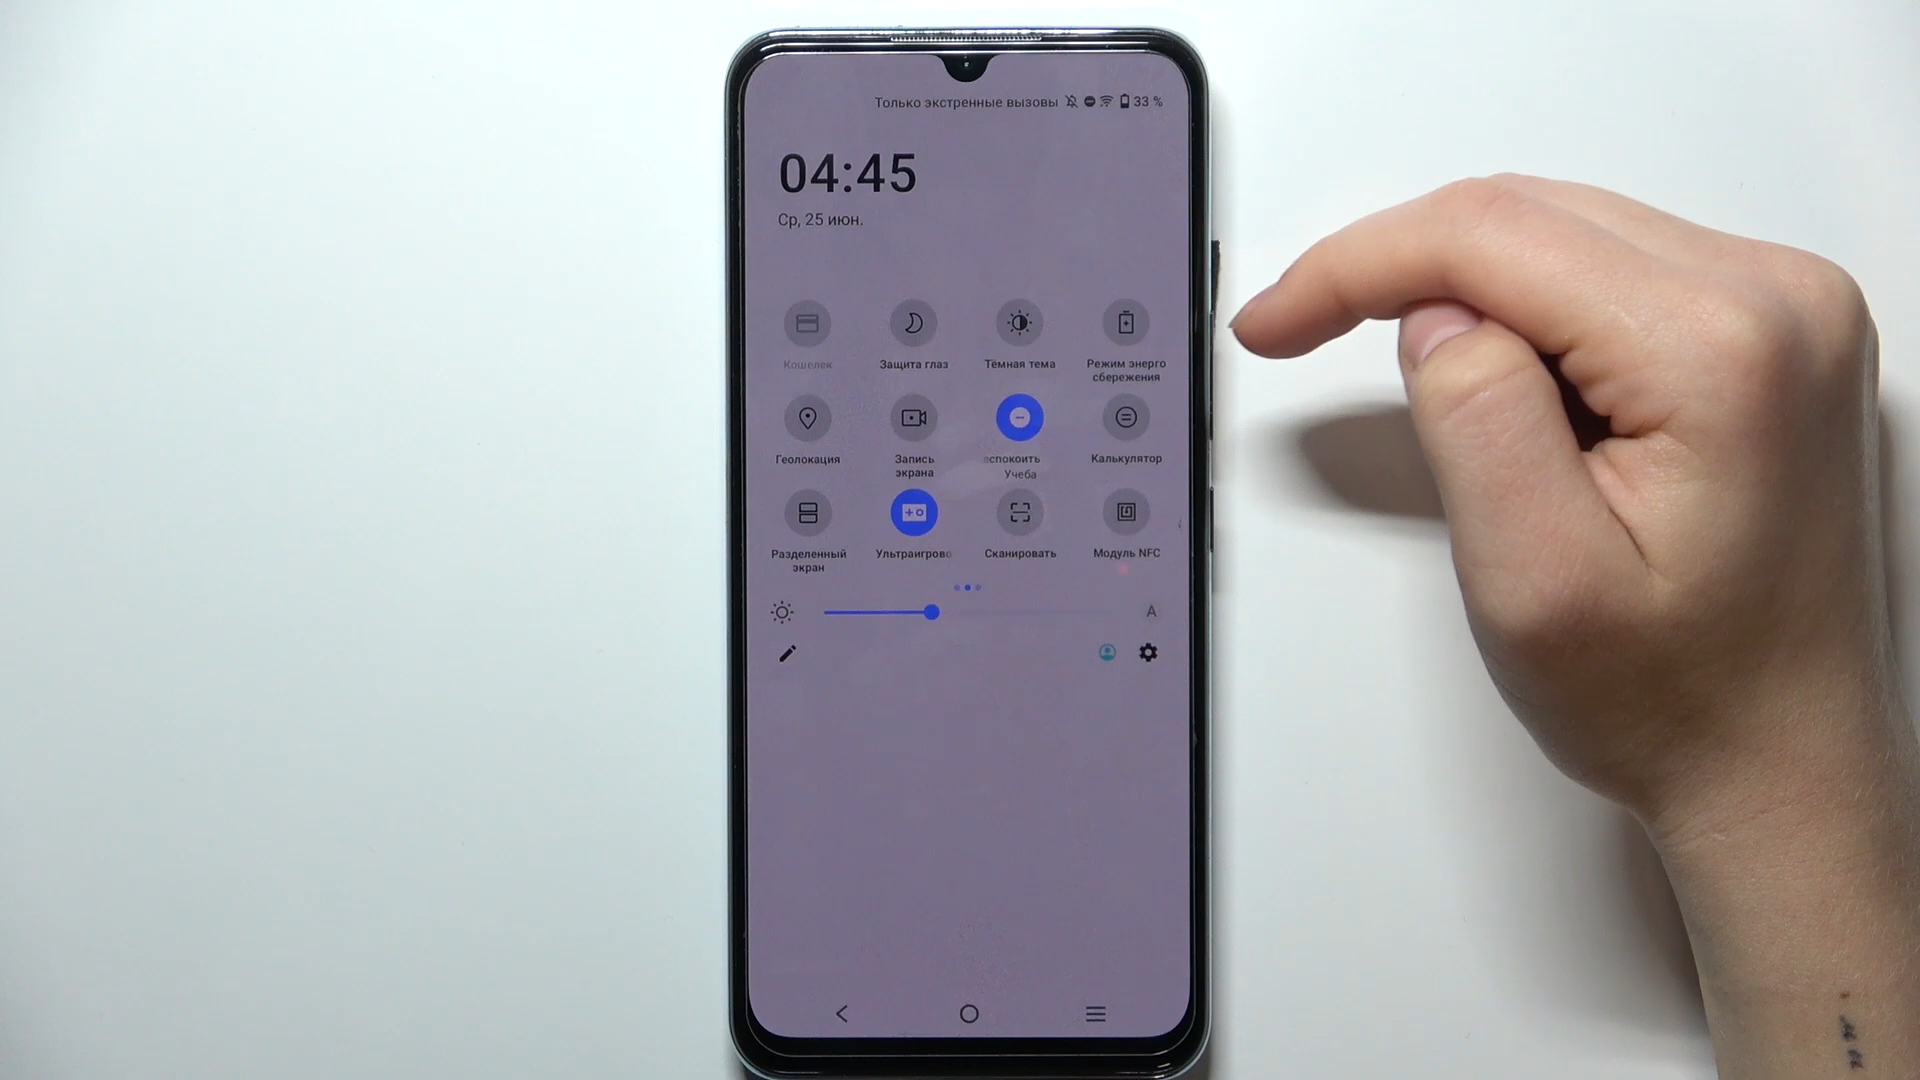 Только экстренные вызовы 33 %
04:45
Ср, 25 июн.
Кошелек Защита глаз Тёмная тема Режим энерго
сбережения
Геолокация Запись
экрана
еспокоить
Учеба
Калькулятор
Разделенный
экран
Ультраигрово Сканировать Модуль NFC
A